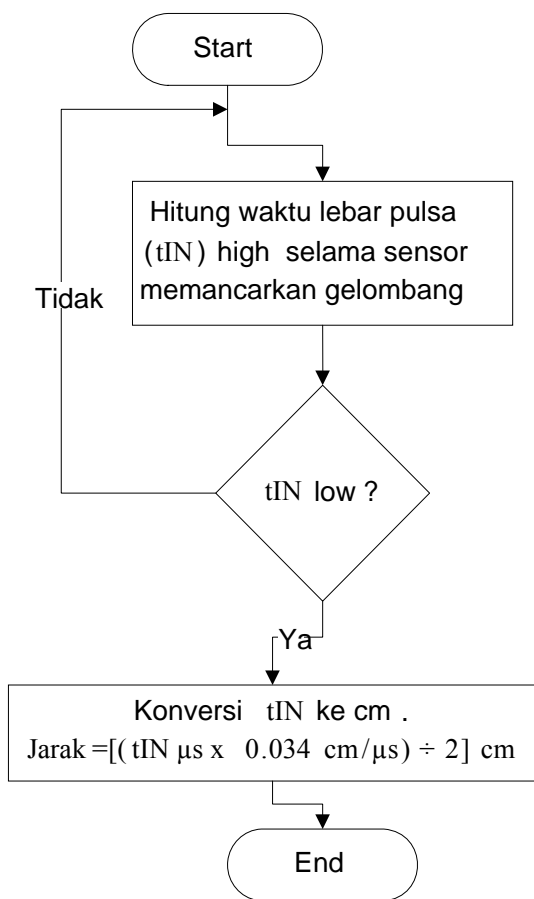 Start
Hitung waktu lebar pulsa
(tIN) high selama sensor
memancarkan gelombang
Tidak
tIN low ?
Ya
Konversi tIN ke cm .
Jarak =[(tIN µs x 0.034 cm/µs) ÷ 2] cm
End